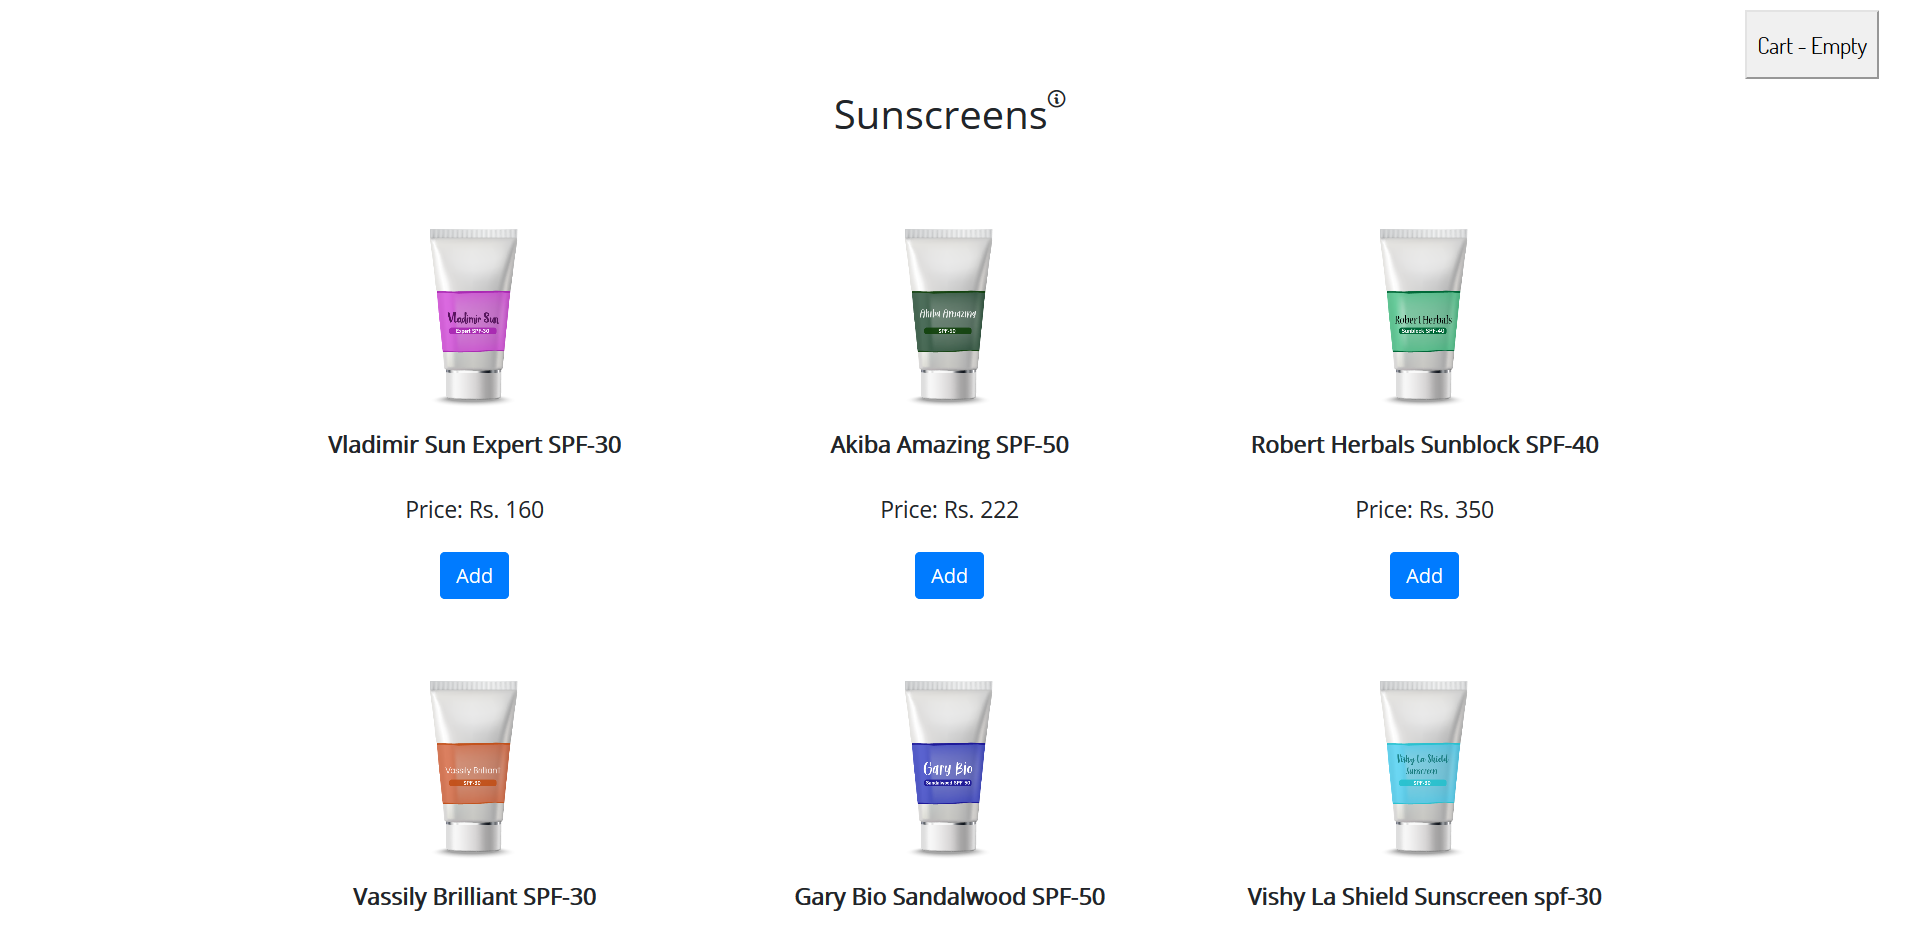 Cart - Empty
Sunscreens
Vladimir Sun
Expert SPF-30
Akiba Amazing
SPF-50
Robert Herbals
Sunblock SPF-40
Vladimir Sun Expert SPF-30
Akiba Amazing SPF-50
Robert Herbals Sunblock SPF-40
Price: Rs. 160
Price: Rs. 222
Price: Rs. 350
Add
Add
Add
Vassily Briliant
SPF-30
Gary Bio
Sandalwood SPF-50
Vishy La Shield
Sunscreen
SPF-30
Vassily Brilliant SPF-30
Gary Bio Sandalwood SPF-50
Vishy La Shield Sunscreen spf-30